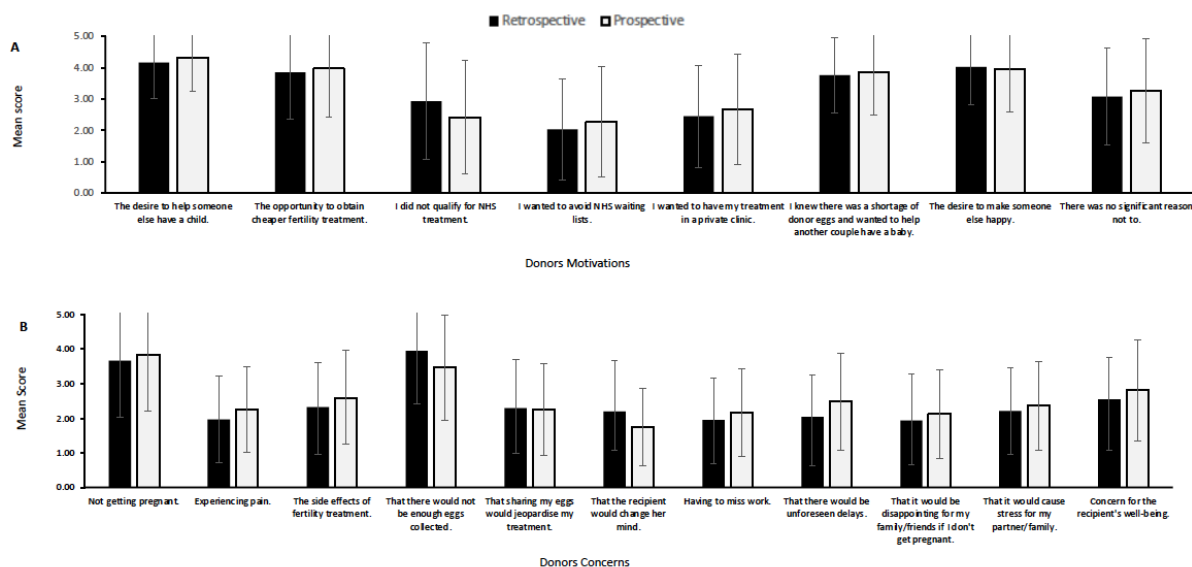 Retrospective Prospective
A
5.00
4.00
3.00
2.00
1.00
0.00
Mean score
The desire to help someone
else have a child.
The opportunity to obtain
cheaper fertility treatment.
I did not qualify for NHS
treatment.
I wanted to avoid NHS waiting
lists.
I wanted to have my treatment
in a private clinic.
I knew there was a shortage of
donor eggs and wanted to help
another couple have a baby.
The desire to make someone
else happy.
There was no significant reason
not to.
Donors Motivations
B
5.00
4.00
3.00
2.00
1.00
0.00
Mean Score
Not getting pregnant.
Experiencing pain.
The side effects of
fertility treatment.
That there would not
be enough eggs
collected.
That sharing my eggs
would jeopardise my
treatment.
That the recipient
would change her
mind.
Having to miss work.
That there would be
unforeseen delays.
That it would be
disappointing for my
family/friends if I don't
get pregnant.
That it would cause
stress for my
partner/family.
Concern for the
recipient's well-being.
Donors Concerns